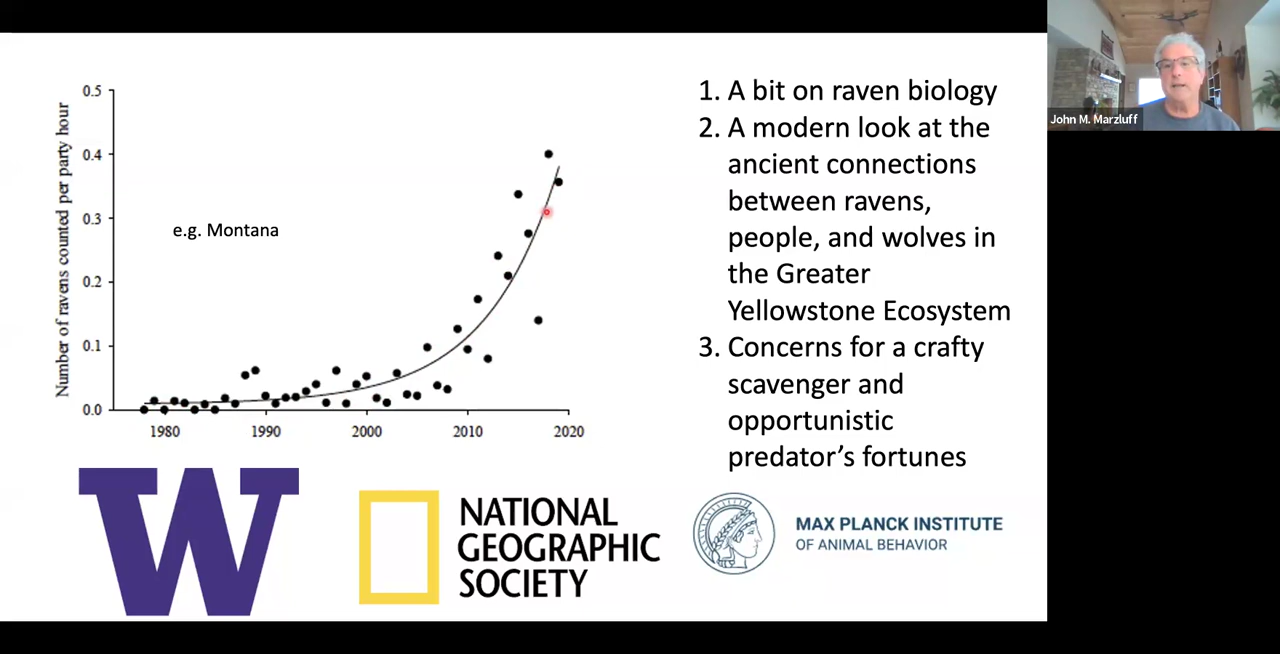 Number of ravens counted per party hour
0.5
0.4
0.3
0.2
0.1
0.0
e.g. Montana
1980 1990 2000 2010 2020
1. A bit on raven biology
2. A modern look at the
ancient connections
between ravens,
people, and wolves in
the Greater
Yellowstone Ecosystem
3. Concerns for a crafty
scavenger and
opportunistic
predator's fortunes
John M. Marzluff
W
NATIONAL
GEOGRAPHIC
SOCIETY
MAX PLANCK INSTITUTE
OF ANIMAL BEHAVIOR